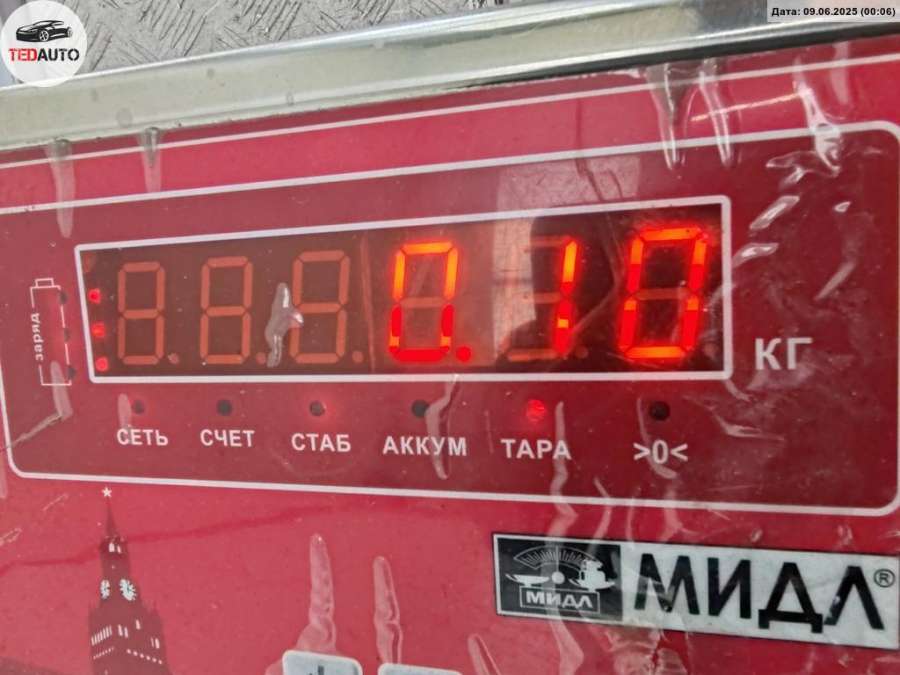 TEDAUTO
Дата: 09.06.2025 (00:06)
0.10
КГ
заряд
СЕТЬ СЧЕТ СТАБ АККУМ ТАРА >0<
МИДЛ МИДЛ®